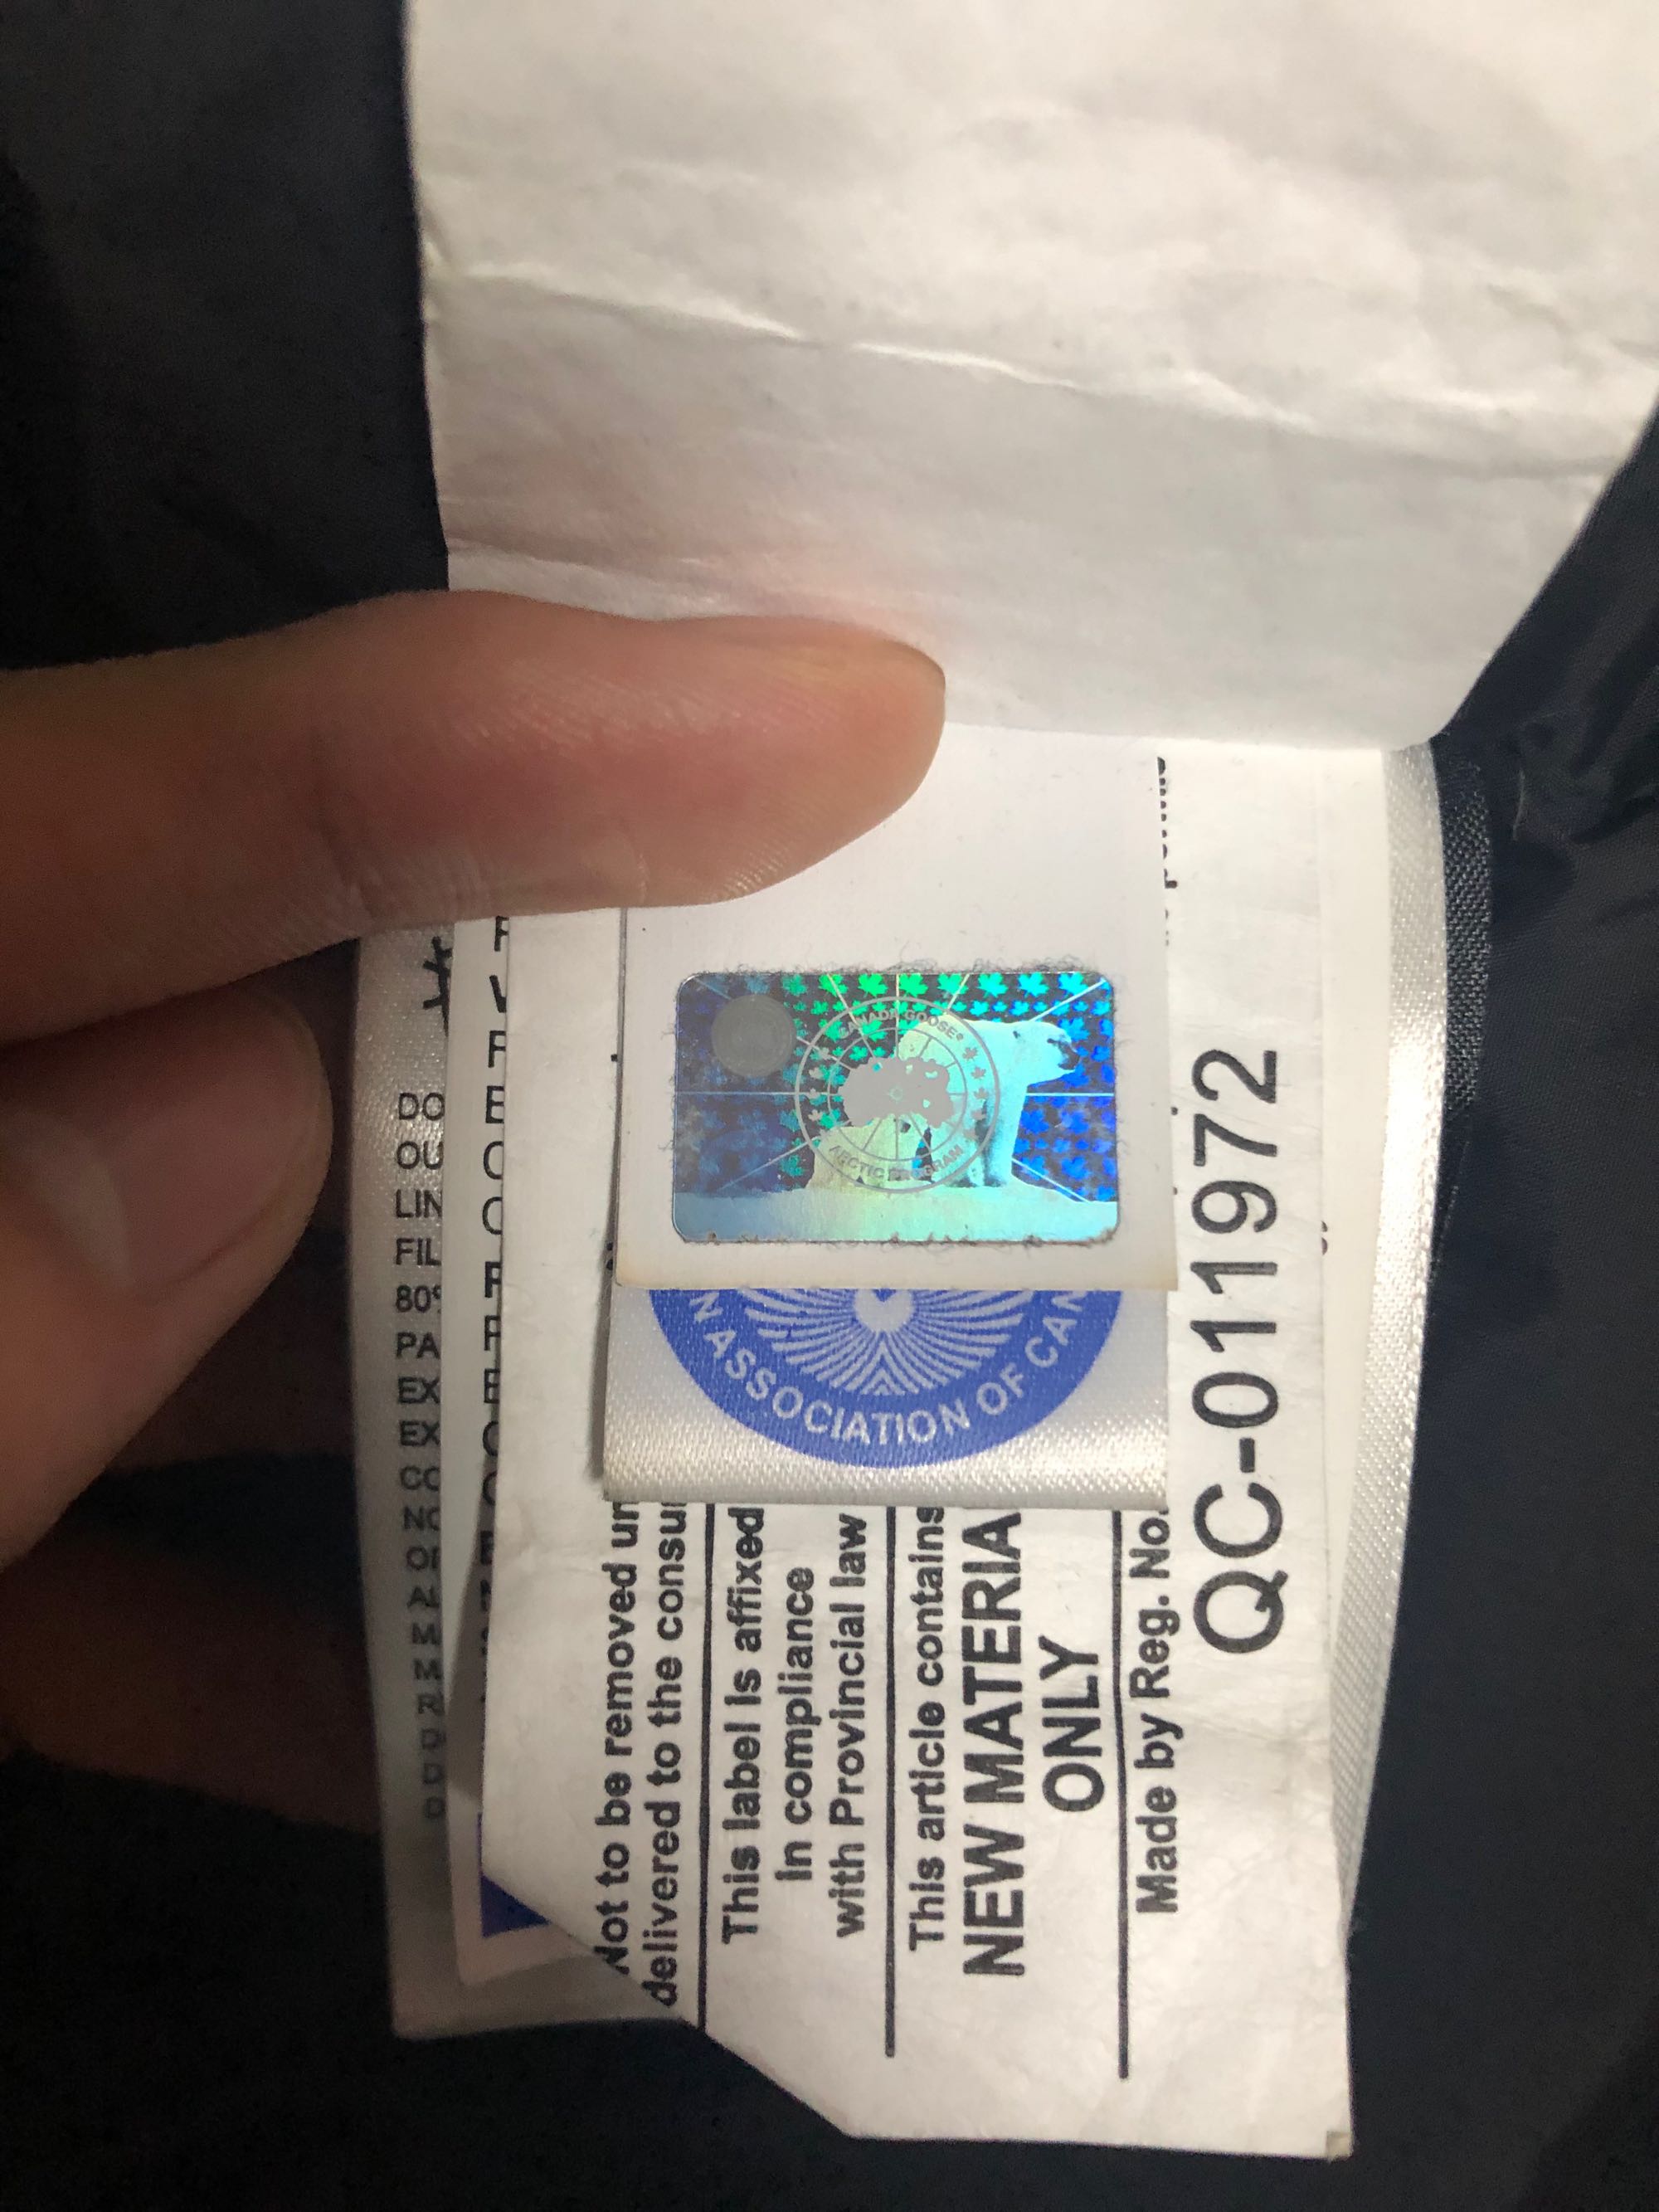 CANADA GOOSE®
ARCTIC PROGRAM
N ASSOCIATION OF CAN
Not to be removed un
delivered to the consu
This label is affixed
In compliance
with Provincial law
This article contains
NEW MATERIA
ONLY
Made by Reg. No.
QC-011972
DO
OU
LIN
FIL
80%
PA
EX
EX
CO